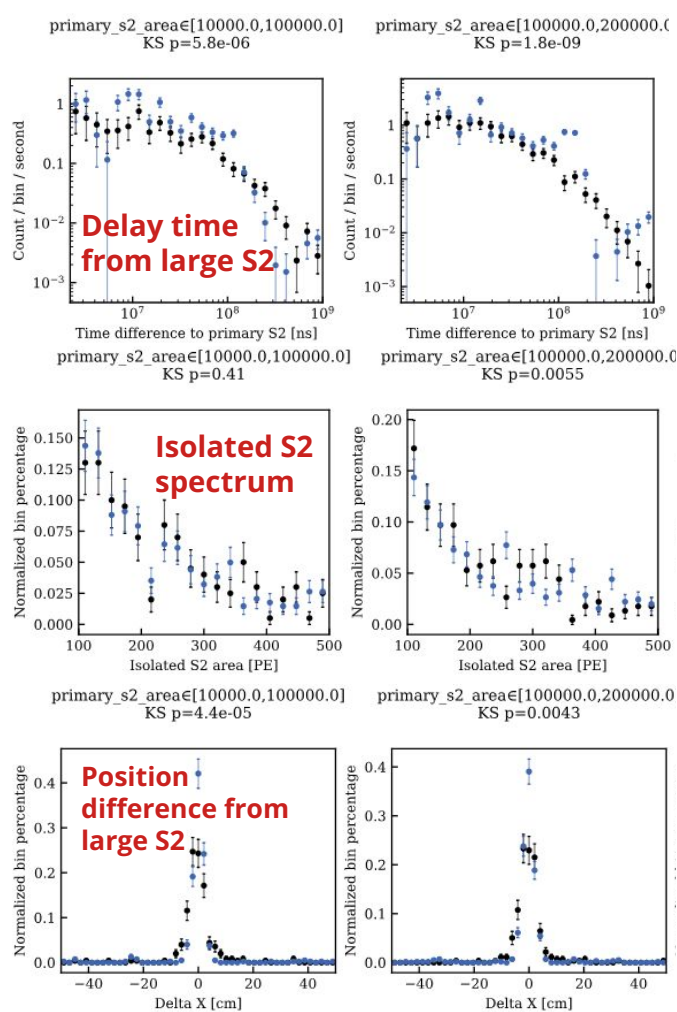 primary_s2_area∈[10000.0,100000.0]
KS p=5.8e-06
primary_s2_area∈[100000.0,200000.0
KS p=1.8e-09
Count / bin / second
1
0.1
10⁻²
10⁻³
Delay time
from large S2
10⁷
10⁸
10⁹
Time difference to primary S2 [ns]
Count / bin / second
1
0.1
10⁻²
10⁻³
10⁷
10⁸
10⁹
Time difference to primary S2 [ns]
primary_s2_area∈[10000.0,100000.0]
KS p=0.41
primary_s2_area∈[100000.0,200000.0
KS p=0.0055
Normalized bin percentage
0.150
0.125
0.100
0.075
0.050
0.025
0.000
Isolated S2
spectrum
100
200
300
400
500
Isolated S2 area [PE]
Normalized bin percentage
0.20
0.15
0.10
0.05
0.00
100
200
300
400
500
Isolated S2 area [PE]
primary_s2_area∈[10000.0,100000.0]
KS p=4.4e-05
primary_s2_area∈[100000.0,200000.0
KS p=0.0043
Normalized bin percentage
0.4
0.3
0.2
0.1
0.0
Position
difference from
large S2
−40
−20
0
20
40
Delta X [cm]
Normalized bin percentage
0.4
0.3
0.2
0.1
0.0
−40
−20
0
20
40
Delta X [cm]